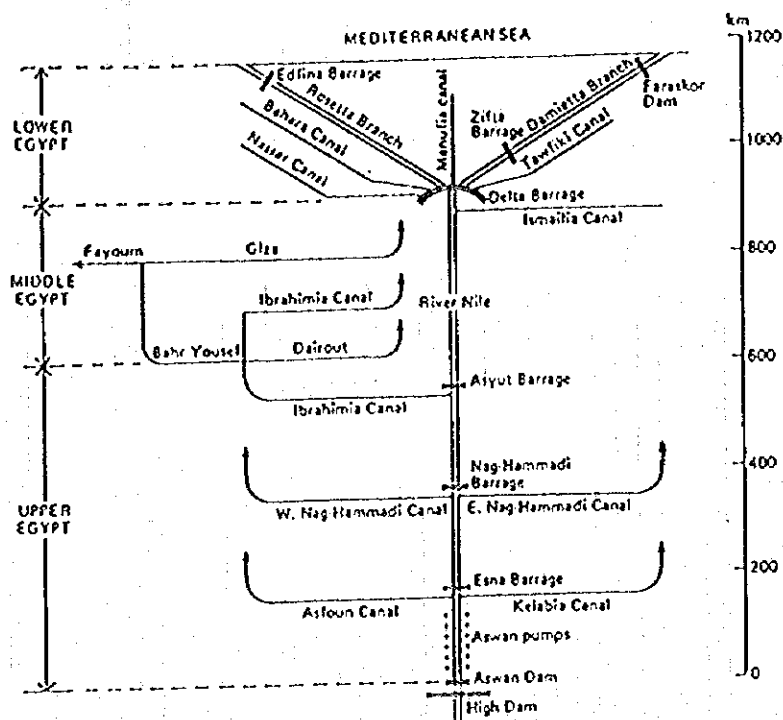 km
1200
MEDITERRANEAN SEA
Edfina Barrage
Rosetta Branch
Bahara Canal
Nassar Canal
Manufia Canal
Zifta
Barrage
Damietta Branch
Tawfiki Canal
Faraskor
Dam
LOWER
EGYPT
1000
Delta Barrage
Ismailia Canal
Fayoum
Giza
800
MIDDLE
EGYPT
Ibrahimia Canal
River Nile
Bahr Yousef
Dairout
600
Asyut Barrage
Ibrahimia Canal
Nag-Hammadi
Barrage
400
W. Nag-Hammadi Canal
E. Nag-Hammadi Canal
UPPER
EGYPT
Esna Barrage
200
Asfoun Canal
Kelabia Canal
Aswan pumps
Aswan Dam
0
High Dam